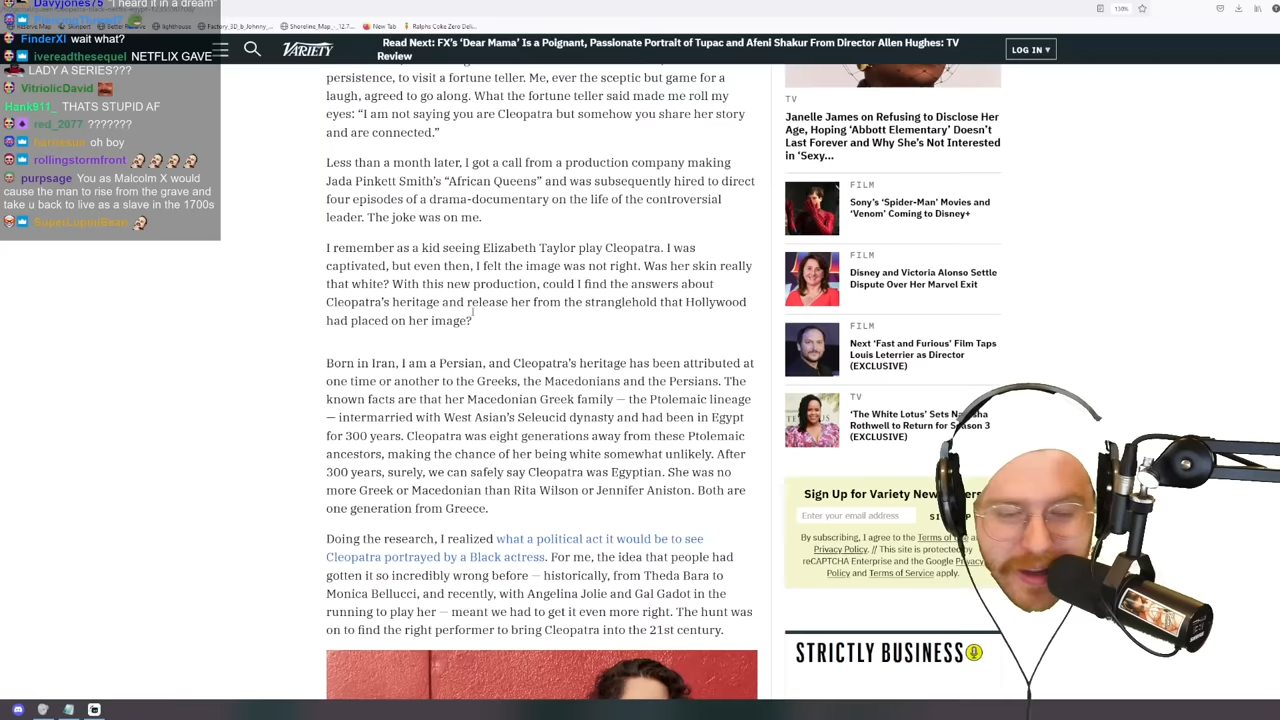 Davyjones75 "I heard it in a dream"
FinderXI wait what?
ivereadthesequel NETFLIX GAVE
LADY A SERIES???
VitriolicDavid
Hank911_ THATS STUPID AF
red_2077 ???????
oh boy
rollingstormfront
purpsage You as Malcolm X would
cause the man to rise from the grave and
take u back to live as a slave in the 1700s
Skinport
lighthouse
Factory_3D_b_Johnny_...
Shoreline_Map_-_12.7...
New Tab
Ralphs Coke Zero Deli...
130%
VARIETY
Read Next: FX's 'Dear Mama' Is a Poignant, Passionate Portrait of Tupac and Afeni Shakur From Director Allen Hughes: TV
Review
LOG IN ▾
persistence, to visit a fortune teller. Me, ever the sceptic but game for a
laugh, agreed to go along. What the fortune teller said made me roll my
eyes: “I am not saying you are Cleopatra but somehow you share her story
and are connected.”
Less than a month later, I got a call from a production company making
Jada Pinkett Smith's “African Queens” and was subsequently hired to direct
four episodes of a drama-documentary on the life of the controversial
leader. The joke was on me.
I remember as a kid seeing Elizabeth Taylor play Cleopatra. I was
captivated, but even then, I felt the image was not right. Was her skin really
that white? With this new production, could I find the answers about
Cleopatra's heritage and release her from the stranglehold that Hollywood
had placed on her image?
Born in Iran, I am a Persian, and Cleopatra's heritage has been attributed at
one time or another to the Greeks, the Macedonians and the Persians. The
known facts are that her Macedonian Greek family — the Ptolemaic lineage
— intermarried with West Asian's Seleucid dynasty and had been in Egypt
for 300 years. Cleopatra was eight generations away from these Ptolemaic
ancestors, making the chance of her being white somewhat unlikely. After
300 years, surely, we can safely say Cleopatra was Egyptian. She was no
more Greek or Macedonian than Rita Wilson or Jennifer Aniston. Both are
one generation from Greece.
Doing the research, I realized what a political act it would be to see
Cleopatra portrayed by a Black actress. For me, the idea that people had
gotten it so incredibly wrong before — historically, from Theda Bara to
Monica Bellucci, and recently, with Angelina Jolie and Gal Gadot in the
running to play her — meant we had to get it even more right. The hunt was
on to find the right performer to bring Cleopatra into the 21st century.
TV
Janelle James on Refusing to Disclose Her
Age, Hoping ‘Abbott Elementary’ Doesn't
Last Forever and Why She's Not Interested
in ‘Sexy...
FILM
Sony's ‘Spider-Man’ Movies and
‘Venom’ Coming to Disney+
FILM
Disney and Victoria Alonso Settle
Dispute Over Her Marvel Exit
FILM
Next ‘Fast and Furious’ Film Taps
Louis Leterrier as Director
(EXCLUSIVE)
TV
‘The White Lotus’ Sets
Rothwell to Return for Season 3
(EXCLUSIVE)
Sign Up for Variety
Enter your email address
By subscribing, I agree to the Terms of
Privacy Policy. // This site is protected by
reCAPTCHA Enterprise and the Google
Policy and Terms of Service apply.
STRICTLY BUSINESS